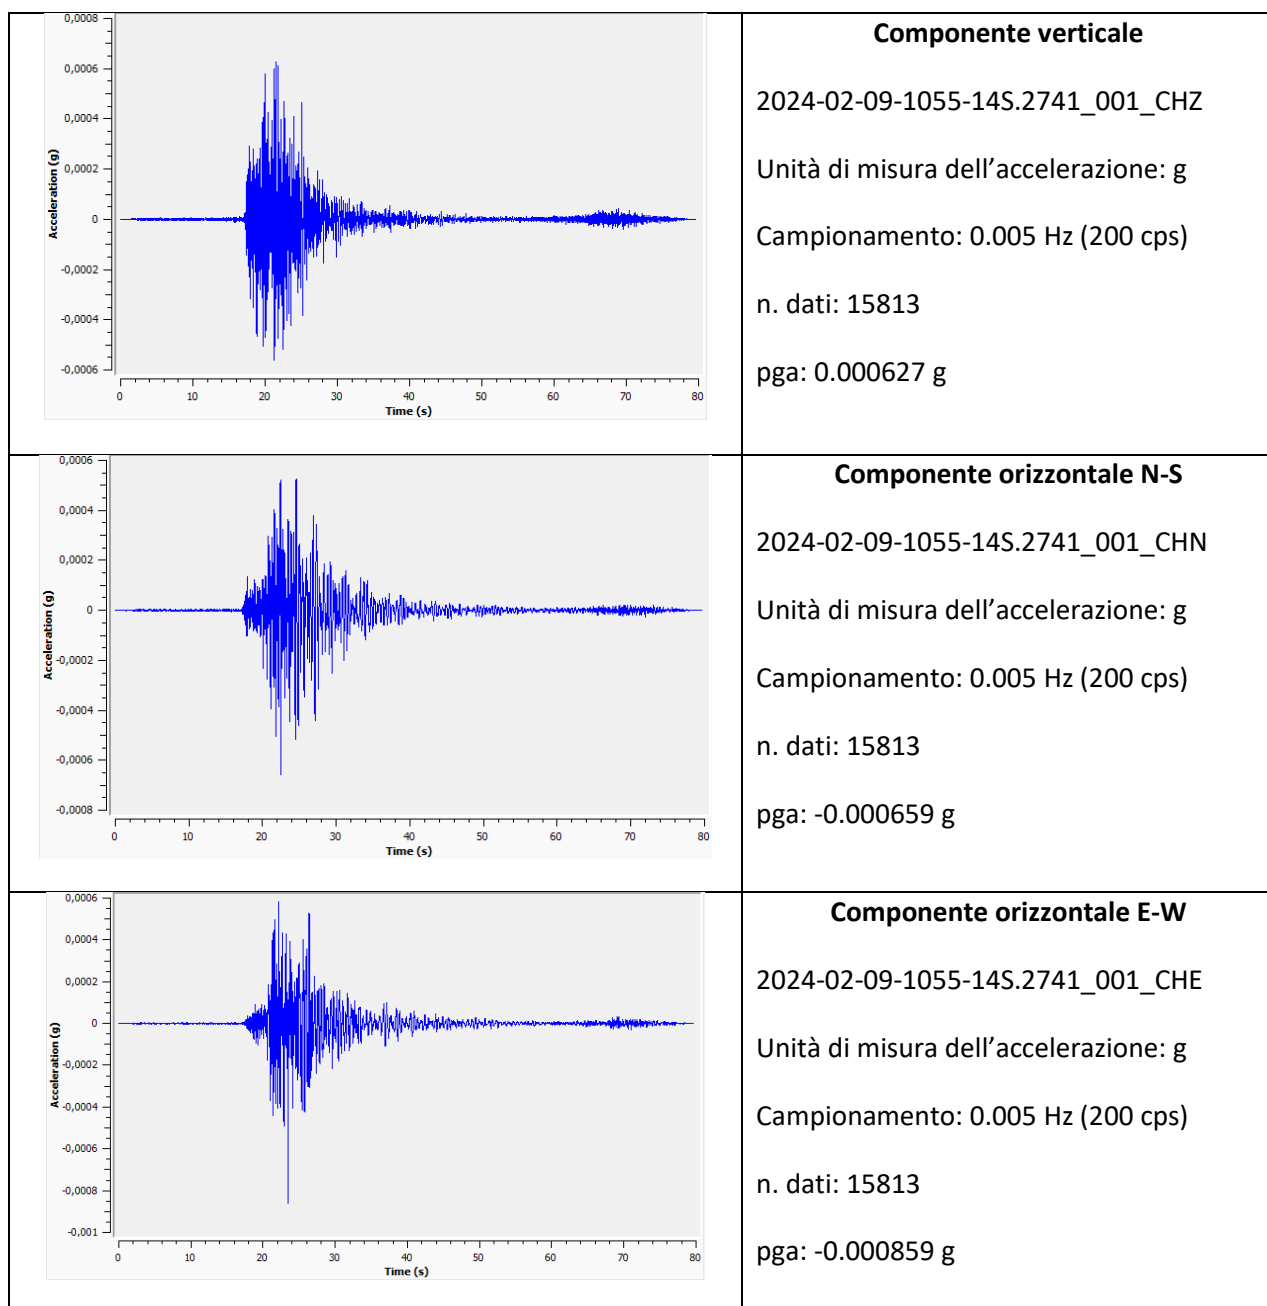 0,0008
0,0006
0,0004
0,0002
0
-0,0002
-0,0004
-0,0006
Acceleration (g)
0 10 20 30 40 50 60 70 80
Time (s)
Componente verticale
2024-02-09-1055-14S.2741_001_CHZ
Unità di misura dell’accelerazione: g
Campionamento: 0.005 Hz (200 cps)
n. dati: 15813
pga: 0.000627 g
0,0006
0,0004
0,0002
0
-0,0002
-0,0004
-0,0006
-0,0008
Acceleration (g)
0 10 20 30 40 50 60 70 80
Time (s)
Componente orizzontale N-S
2024-02-09-1055-14S.2741_001_CHN
Unità di misura dell’accelerazione: g
Campionamento: 0.005 Hz (200 cps)
n. dati: 15813
pga: -0.000659 g
0,0006
0,0004
0,0002
0
-0,0002
-0,0004
-0,0006
-0,0008
-0,001
Acceleration (g)
0 10 20 30 40 50 60 70 80
Time (s)
Componente orizzontale E-W
2024-02-09-1055-14S.2741_001_CHE
Unità di misura dell’accelerazione: g
Campionamento: 0.005 Hz (200 cps)
n. dati: 15813
pga: -0.000859 g